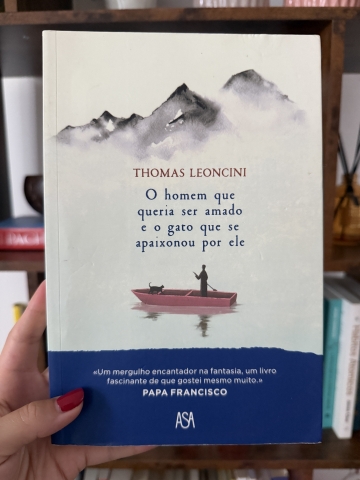 THOMAS LEONCINI
O homem que
queria ser amado
e o gato que se
apaixonou por ele
«Um mergulho encantador na fantasia, um livro
fascinante de que gostei mesmo muito.»
PAPA FRANCISCO
ASA